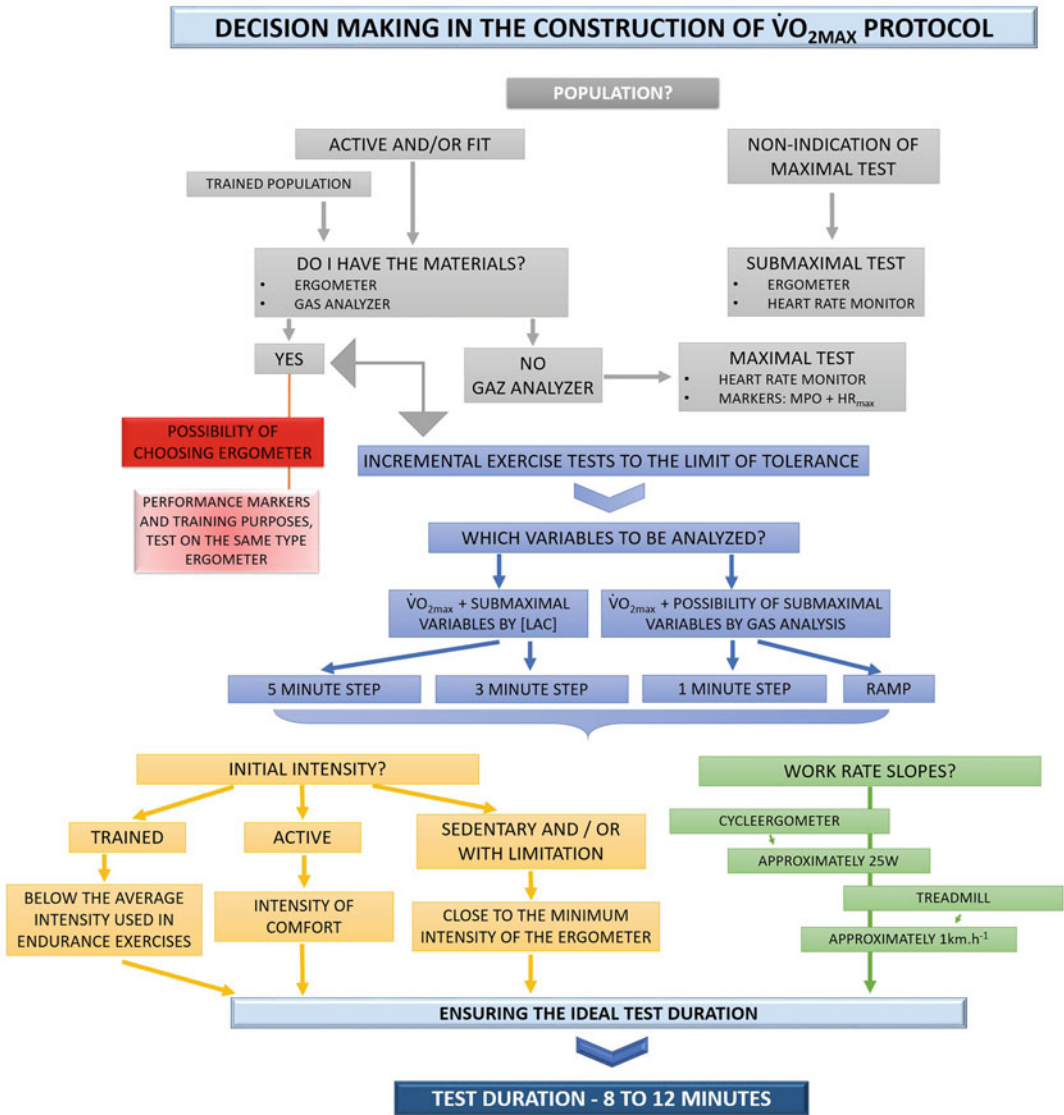 DECISION MAKING IN THE CONSTRUCTION OF V̇O₂MAX PROTOCOL
POPULATION?
ACTIVE AND/OR FIT
TRAINED POPULATION
NON-INDICATION OF
MAXIMAL TEST
DO I HAVE THE MATERIALS?
• ERGOMETER
• GAS ANALYZER
SUBMAXIMAL TEST
• ERGOMETER
• HEART RATE MONITOR
YES
NO
GAZ ANALYZER
MAXIMAL TEST
• HEART RATE MONITOR
• MARKERS: MPO + HRmax
POSSIBILITY OF
CHOOSING ERGOMETER
PERFORMANCE MARKERS
AND TRAINING PURPOSES,
TEST ON THE SAME TYPE
ERGOMETER
INCREMENTAL EXERCISE TESTS TO THE LIMIT OF TOLERANCE
WHICH VARIABLES TO BE ANALYZED?
V̇O₂max + SUBMAXIMAL
VARIABLES BY [LAC]
V̇O₂max + POSSIBILITY OF SUBMAXIMAL
VARIABLES BY GAS ANALYSIS
5 MINUTE STEP
3 MINUTE STEP
1 MINUTE STEP
RAMP
INITIAL INTENSITY?
TRAINED
ACTIVE
SEDENTARY AND / OR
WITH LIMITATION
BELOW THE AVERAGE
INTENSITY USED IN
ENDURANCE EXERCISES
INTENSITY OF
COMFORT
CLOSE TO THE MINIMUM
INTENSITY OF THE ERGOMETER
WORK RATE SLOPES?
CYCLEERGOMETER
APPROXIMATELY 25W
TREADMILL
APPROXIMATELY 1km.h⁻¹
ENSURING THE IDEAL TEST DURATION
TEST DURATION - 8 TO 12 MINUTES